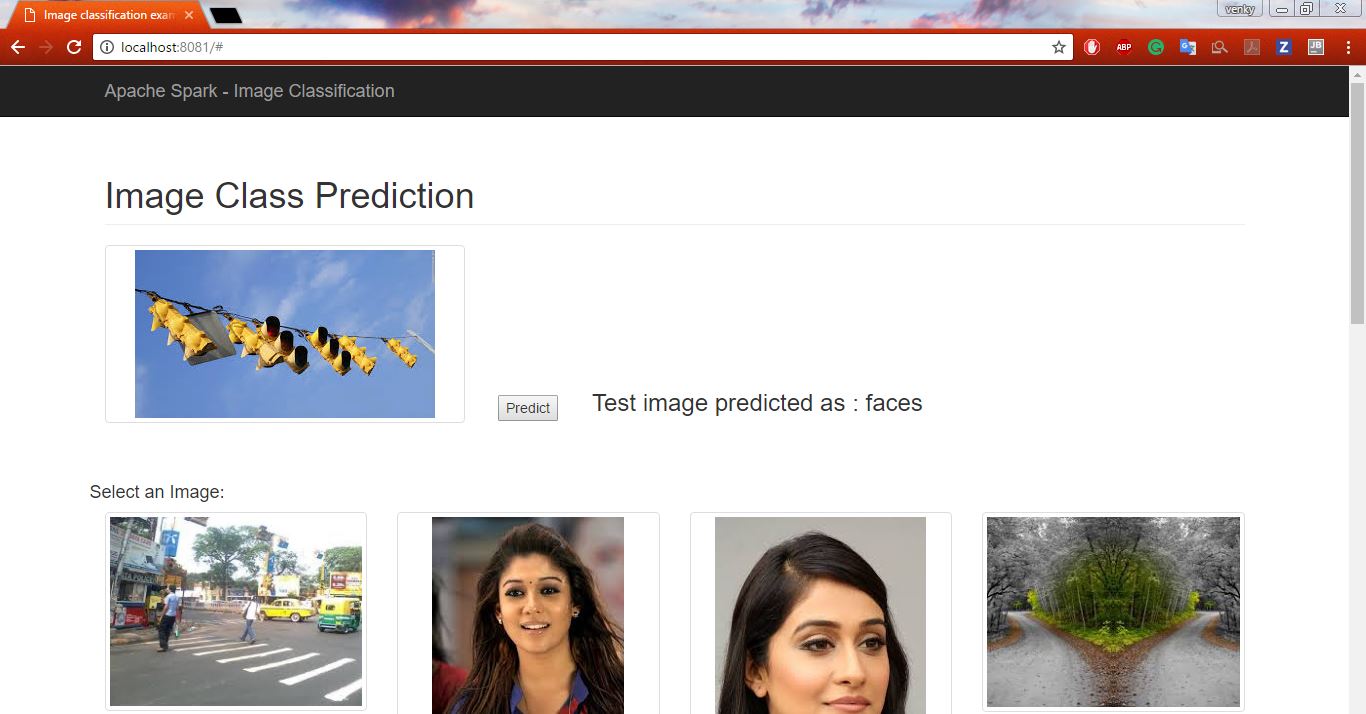 Image classification exam
venky
localhost:8081/#
ABP
Z
JB
Apache Spark - Image Classification
Image Class Prediction
Predict
Test image predicted as : faces
Select an Image: